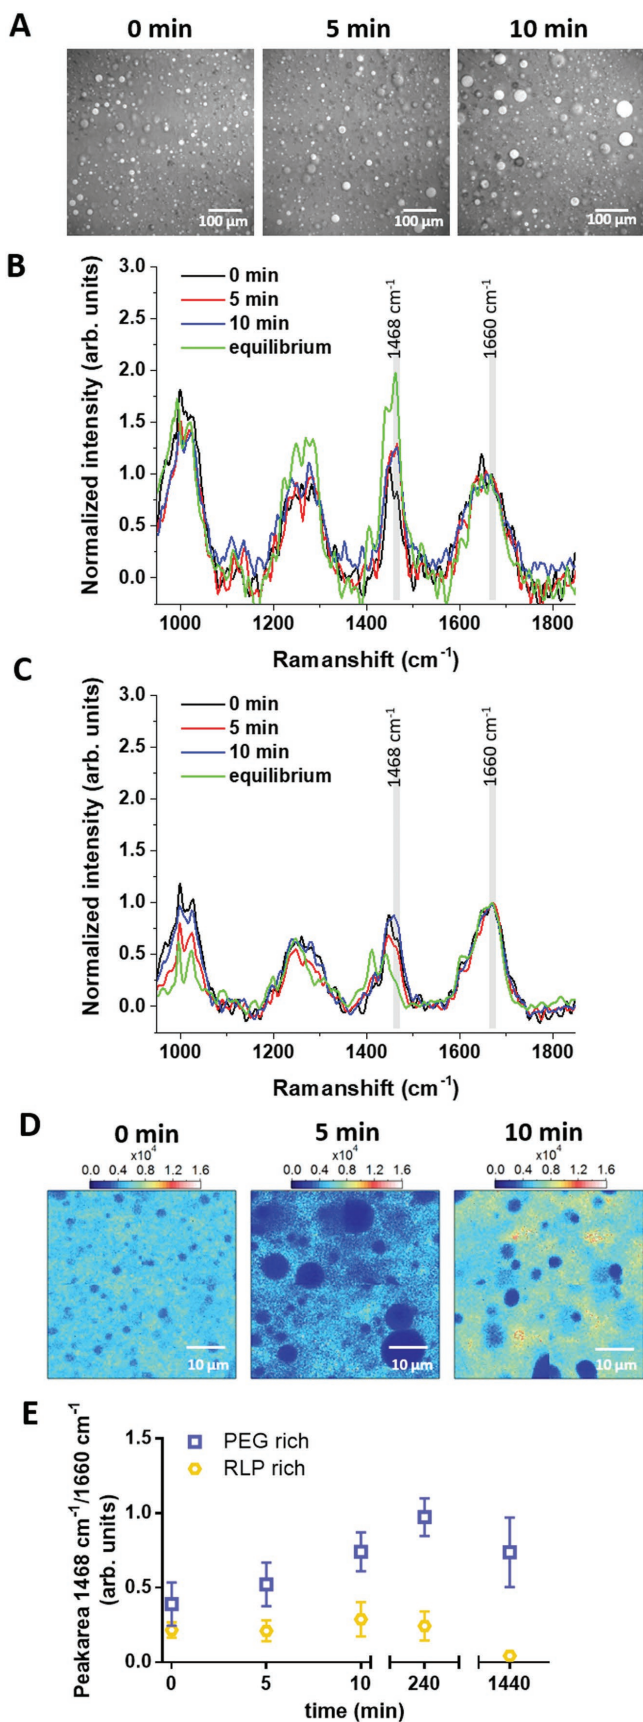 A
0 min 5 min 10 min
100 µm 100 µm 100 µm
B
Normalized intensity (arb. units)
3.0
2.5
2.0
1.5
1.0
0.5
0.0
0 min
5 min
10 min
equilibrium
1468 cm⁻¹
1660 cm⁻¹
1000 1200 1400 1600 1800
Ramanshift (cm⁻¹)
C
Normalized intensity (arb. units)
3.0
2.5
2.0
1.5
1.0
0.5
0.0
0 min
5 min
10 min
equilibrium
1468 cm⁻¹
1660 cm⁻¹
1000 1200 1400 1600 1800
Ramanshift (cm⁻¹)
D
0 min 5 min 10 min
x10⁴ x10⁴ x10⁴
0.0 0.4 0.8 1.2 1.6 0.0 0.4 0.8 1.2 1.6 0.0 0.4 0.8 1.2 1.6
10 µm 10 µm 10 µm
E
Peakarea 1468 cm⁻¹/1660 cm⁻¹
(arb. units)
1.5
1.0
0.5
0.0
PEG rich
RLP rich
0 5 10 240 1440
time (min)